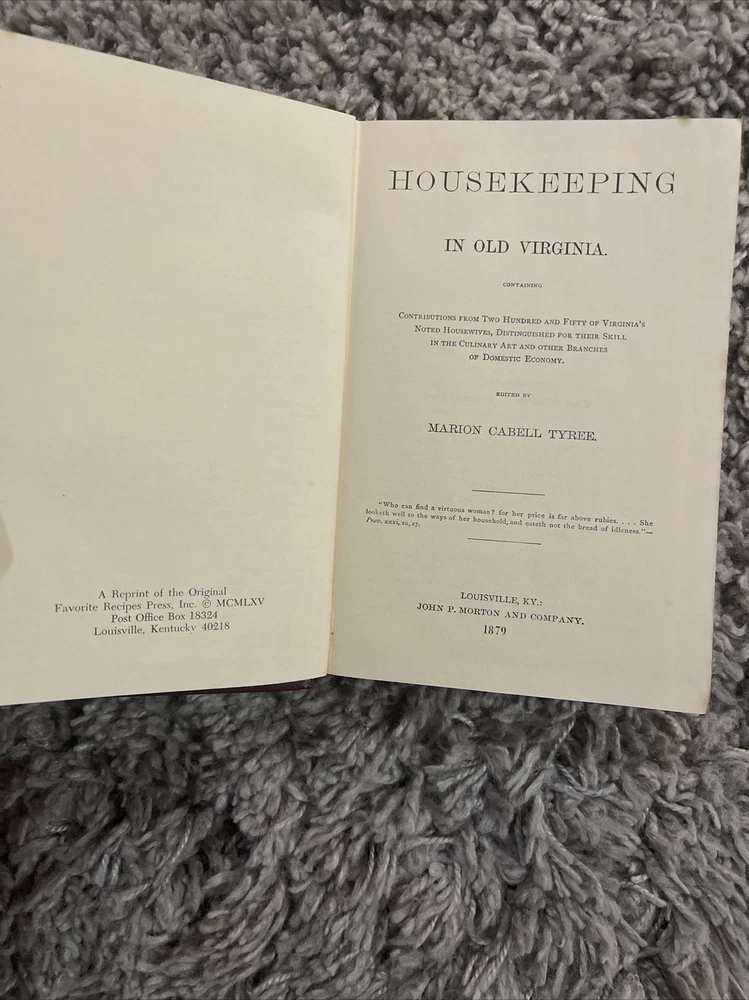 A Reprint of the Original
Favorite Recipes Press, Inc. © MCMLXV
Post Office Box 18324
Louisville, Kentucky 40218
HOUSEKEEPING
IN OLD VIRGINIA.
CONTAINING
CONTRIBUTIONS FROM TWO HUNDRED AND FIFTY OF VIRGINIA'S
NOTED HOUSEWIVES, DISTINGUISHED FOR THEIR SKILL
IN THE CULINARY ART AND OTHER BRANCHES
OF DOMESTIC ECONOMY.
EDITED BY
MARION CABELL TYREE.
"Who can find a virtuous woman? for her price is far above rubies. . . . She
looketh well to the ways of her household, and eateth not the bread of idleness."—
Prov. xxxi, 10, 27.
LOUISVILLE, KY.:
JOHN P. MORTON AND COMPANY.
1879